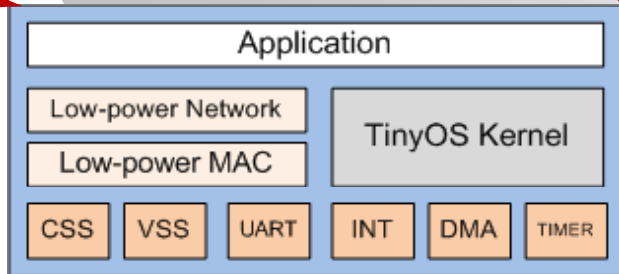 Application
Low-power Network
TinyOS Kernel
Low-power MAC
CSS VSS UART INT DMA TIMER